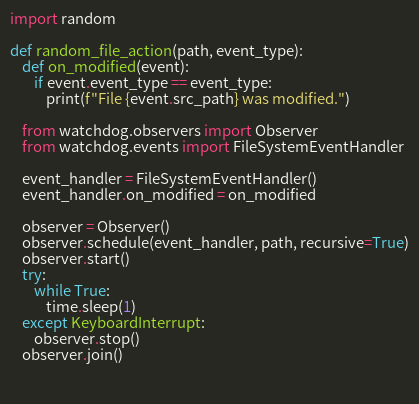 import random
def random_file_action(path, event_type):
def on_modified(event):
if event.event_type == event_type:
print(f"File {event.src_path} was modified.")
from watchdog.observers import Observer
from watchdog.events import FileSystemEventHandler
event_handler = FileSystemEventHandler()
event_handler.on_modified = on_modified
observer = Observer()
observer.schedule(event_handler, path, recursive=True)
observer.start()
try:
while True:
time.sleep(1)
except KeyboardInterrupt:
observer.stop()
observer.join()